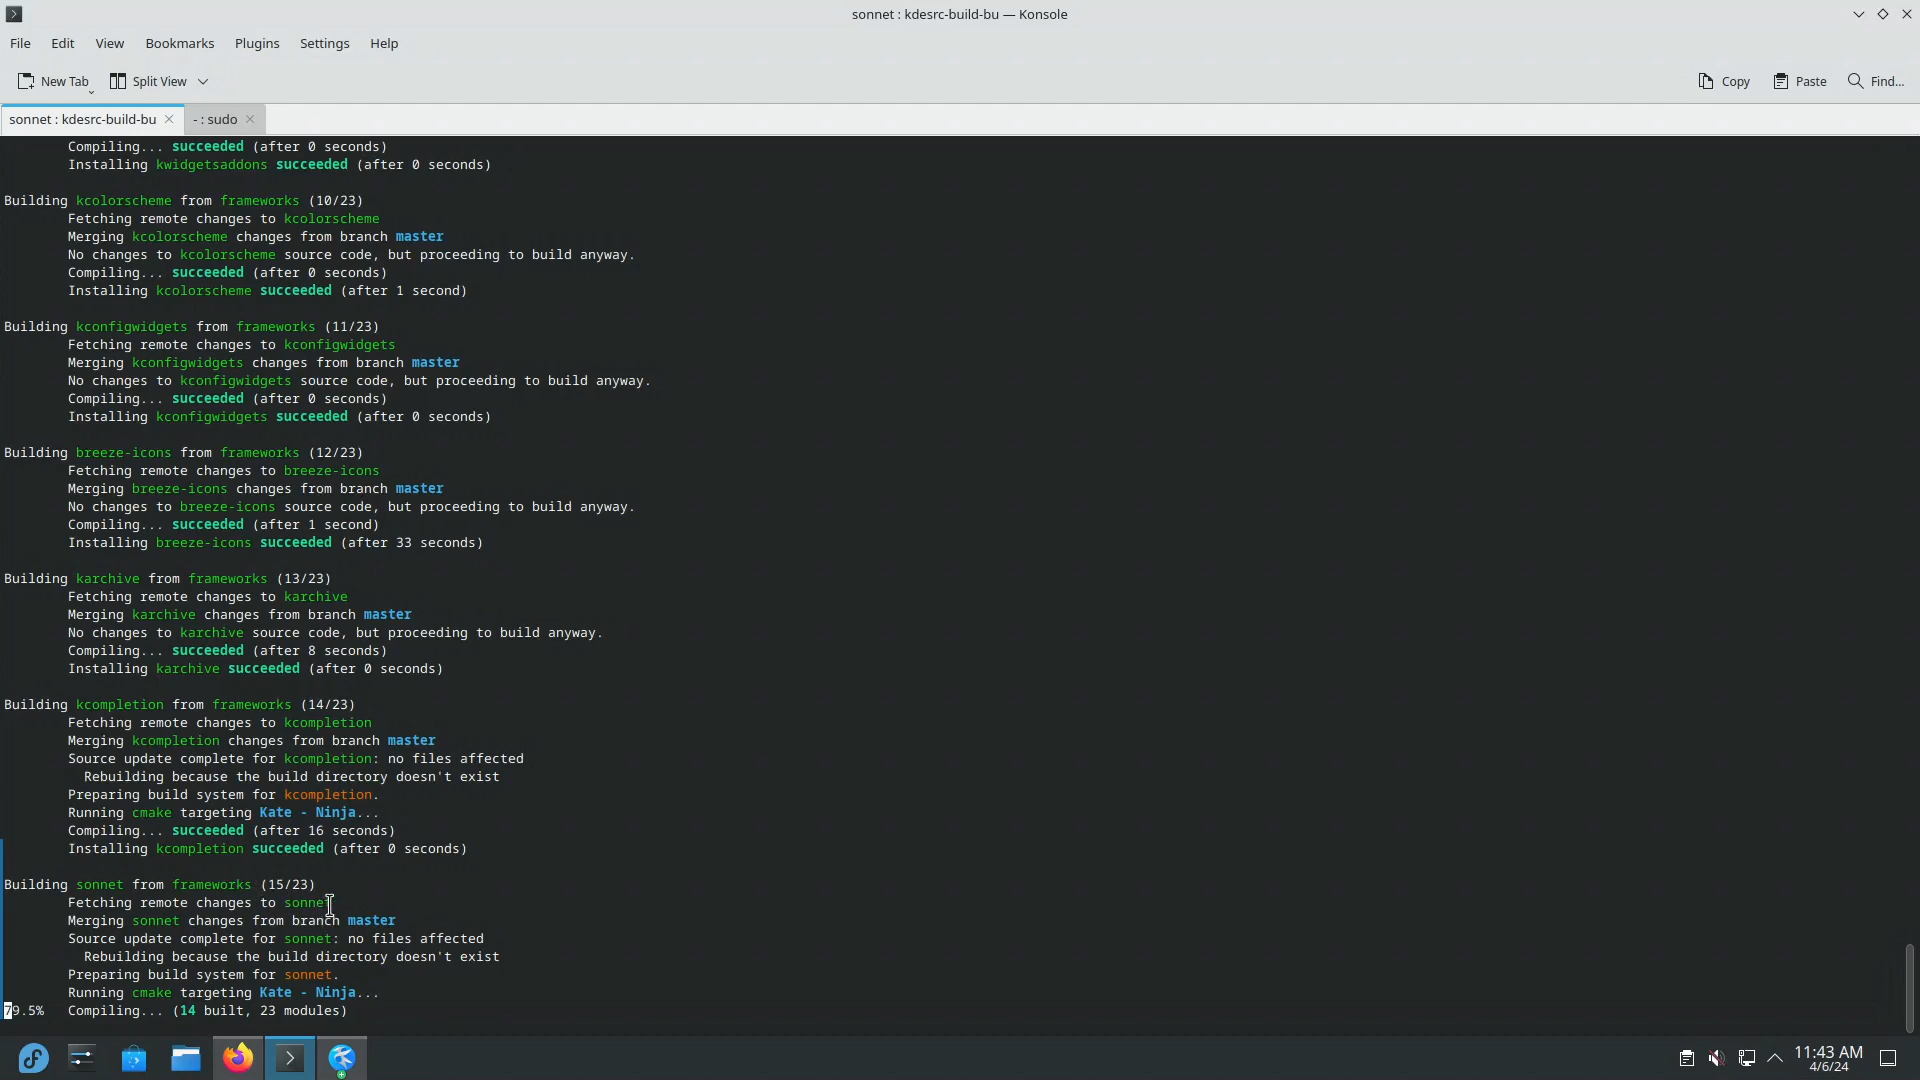 sonnet : kdesrc-build-bu — Konsole
File Edit View Bookmarks Plugins Settings Help
New Tab Split View Copy Paste Find...
sonnet : kdesrc-build-bu - : sudo
Compiling... succeeded (after 0 seconds)
Installing kwidgetsaddons succeeded (after 0 seconds)
Building kcolorscheme from frameworks (10/23)
Fetching remote changes to kcolorscheme
Merging kcolorscheme changes from branch master
No changes to kcolorscheme source code, but proceeding to build anyway.
Compiling... succeeded (after 0 seconds)
Installing kcolorscheme succeeded (after 1 second)
Building kconfigwidgets from frameworks (11/23)
Fetching remote changes to kconfigwidgets
Merging kconfigwidgets changes from branch master
No changes to kconfigwidgets source code, but proceeding to build anyway.
Compiling... succeeded (after 0 seconds)
Installing kconfigwidgets succeeded (after 0 seconds)
Building breeze-icons from frameworks (12/23)
Fetching remote changes to breeze-icons
Merging breeze-icons changes from branch master
No changes to breeze-icons source code, but proceeding to build anyway.
Compiling... succeeded (after 1 second)
Installing breeze-icons succeeded (after 33 seconds)
Building karchive from frameworks (13/23)
Fetching remote changes to karchive
Merging karchive changes from branch master
No changes to karchive source code, but proceeding to build anyway.
Compiling... succeeded (after 8 seconds)
Installing karchive succeeded (after 0 seconds)
Building kcompletion from frameworks (14/23)
Fetching remote changes to kcompletion
Merging kcompletion changes from branch master
Source update complete for kcompletion: no files affected
Rebuilding because the build directory doesn't exist
Preparing build system for kcompletion.
Running cmake targeting Kate - Ninja...
Compiling... succeeded (after 16 seconds)
Installing kcompletion succeeded (after 0 seconds)
Building sonnet from frameworks (15/23)
Fetching remote changes to sonnet
Merging sonnet changes from branch master
Source update complete for sonnet: no files affected
Rebuilding because the build directory doesn't exist
Preparing build system for sonnet.
Running cmake targeting Kate - Ninja...
79.5% Compiling... (14 built, 23 modules)
11:43 AM
4/6/24